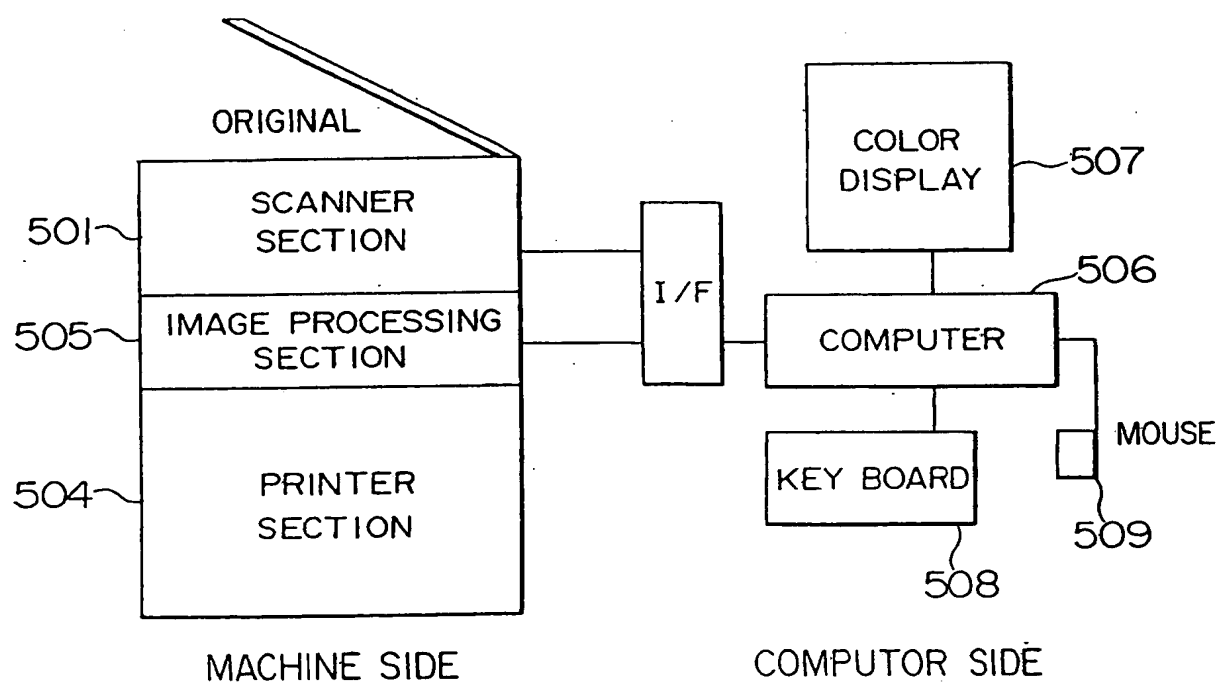 ORIGINAL
501
SCANNER
SECTION
505
IMAGE PROCESSING
SECTION
504
PRINTER
SECTION
MACHINE SIDE
I/F
COLOR
DISPLAY
507
506
COMPUTER
KEY BOARD
508
MOUSE
509
COMPUTOR SIDE